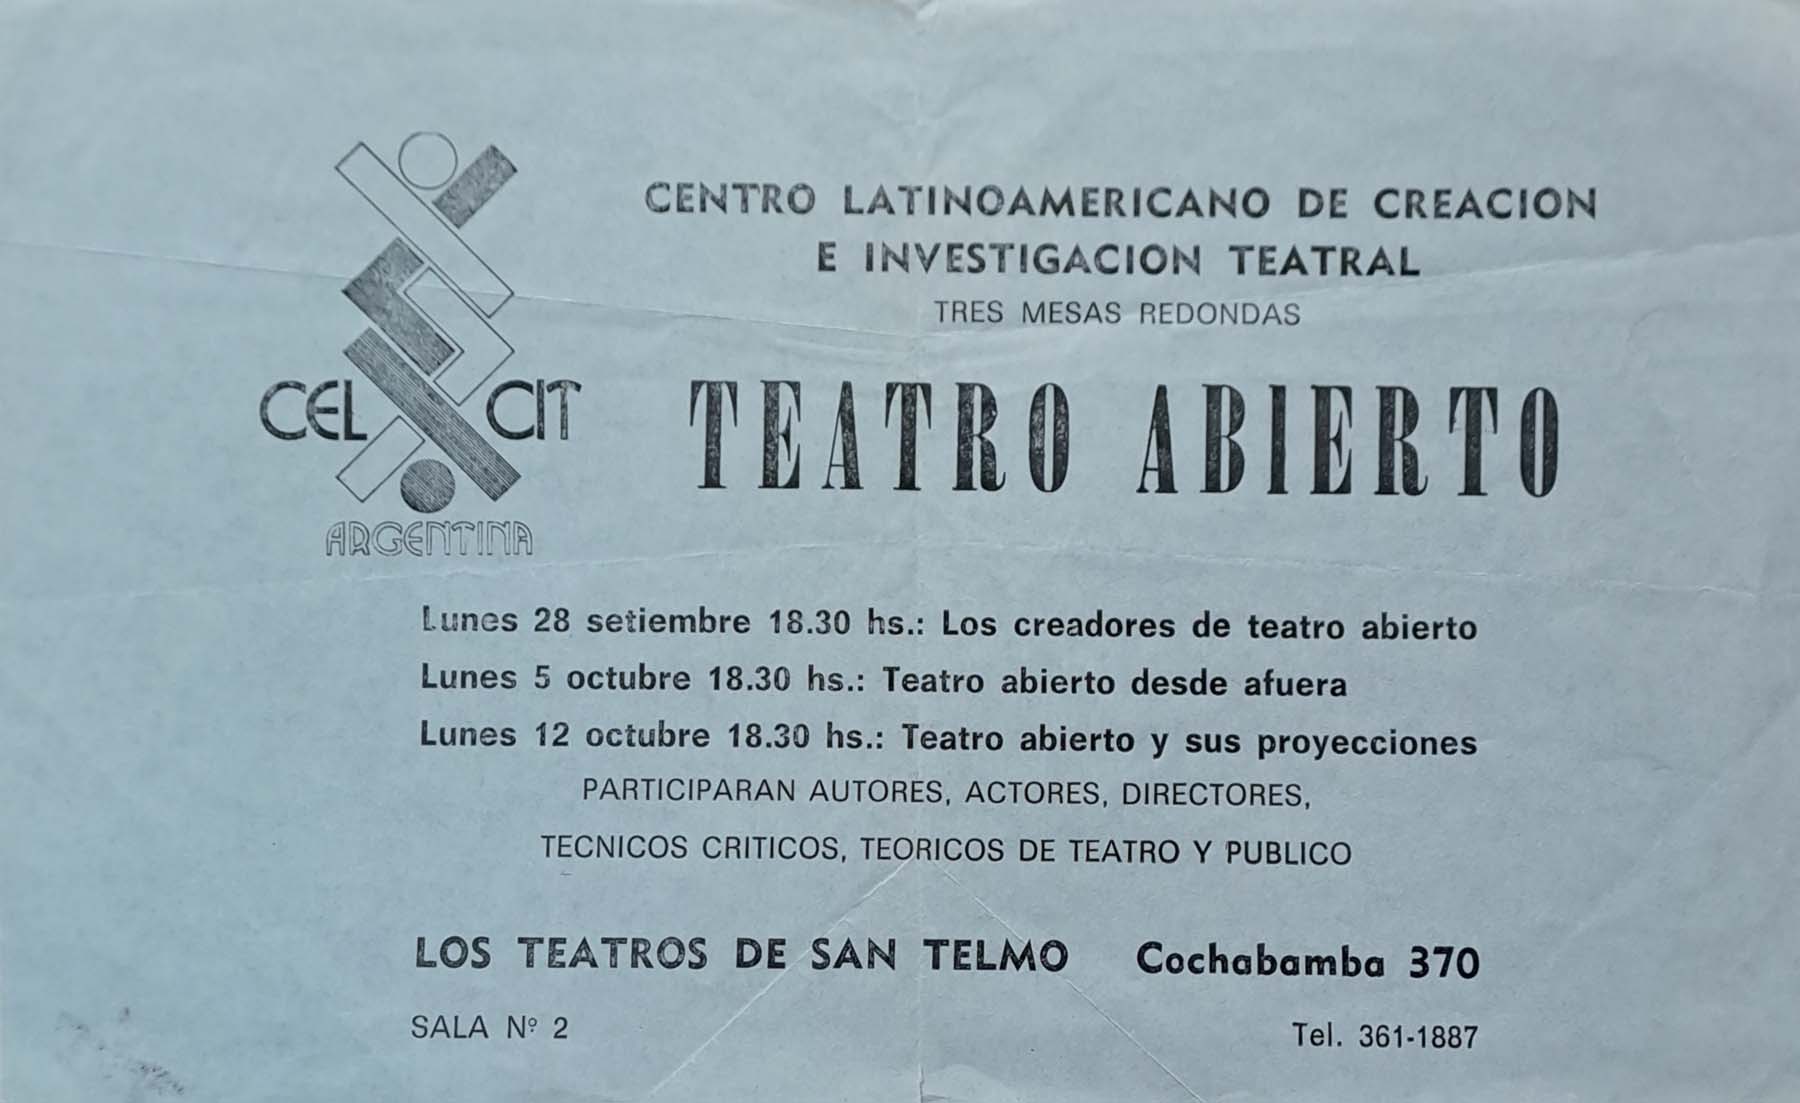 CENTRO LATINOAMERICANO DE CREACION
E INVESTIGACION TEATRAL
TRES MESAS REDONDAS
CELCIT
ARGENTINA
TEATRO ABIERTO
Lunes 28 setiembre 18.30 hs.: Los creadores de teatro abierto
Lunes 5 octubre 18.30 hs.: Teatro abierto desde afuera
Lunes 12 octubre 18.30 hs.: Teatro abierto y sus proyecciones
PARTICIPARAN AUTORES, ACTORES, DIRECTORES,
TECNICOS CRITICOS, TEORICOS DE TEATRO Y PUBLICO
LOS TEATROS DE SAN TELMO Cochabamba 370
SALA Nº 2 Tel. 361-1887